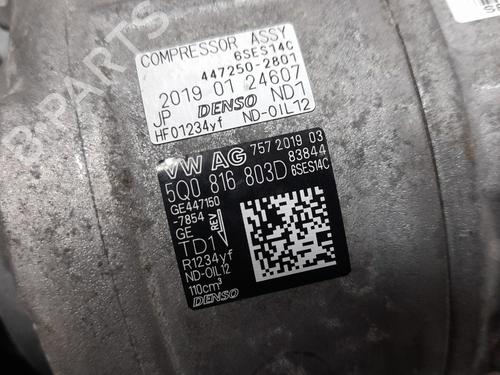 COMPRESSOR ASSY
6SES14C
447250-2801
2019 01 24607
JP DENSO ND1
HF01234yf ND-OIL12
VW AG 757 2019 03
83844
5Q0 816 803D 6SES14C
GE447150
-7854
GE
TD1 REV
R1234yf
ND-OIL12
110cm³
DENSO
B-PARTS